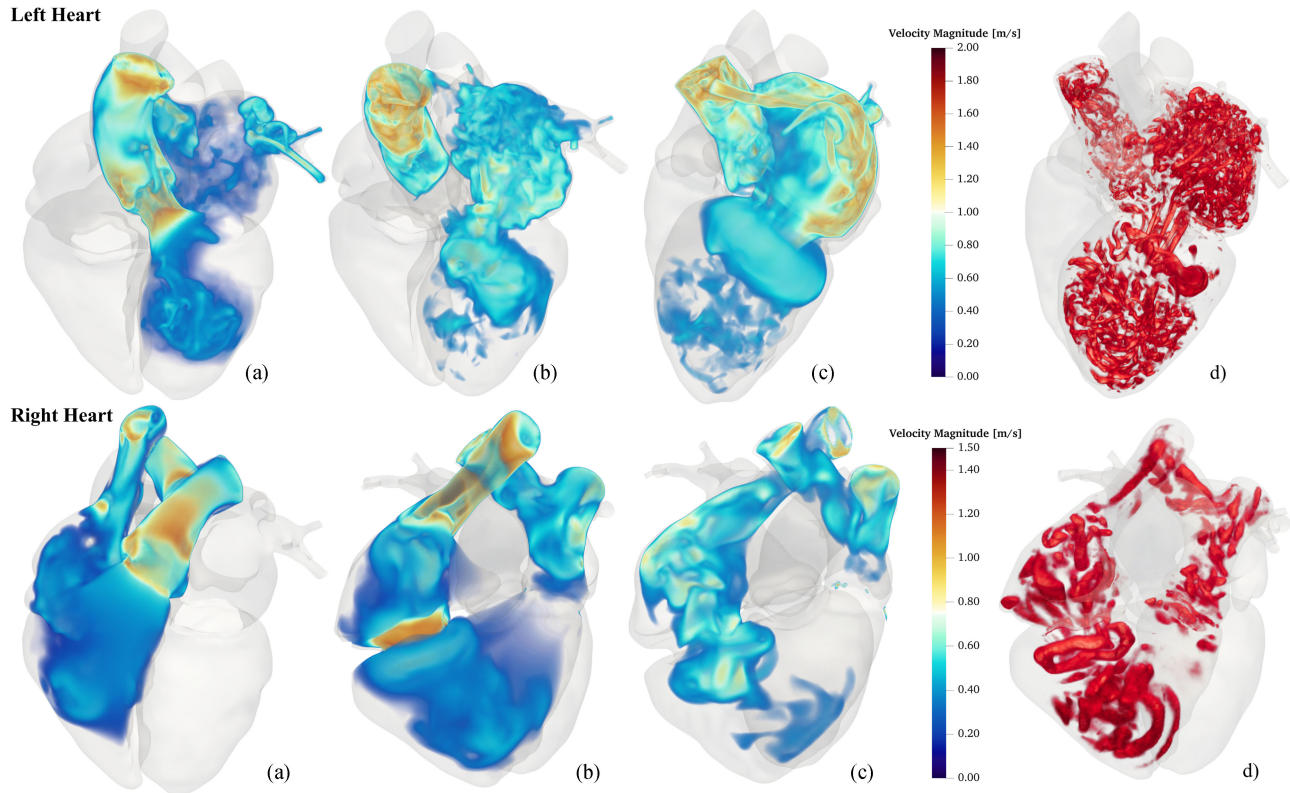 Left Heart
Velocity Magnitude [m/s]
2.00
1.80
1.60
1.40
1.20
1.00
0.80
0.60
0.40
0.20
0.00
(a)
(b)
(c)
d)
Right Heart
Velocity Magnitude [m/s]
1.50
1.40
1.20
1.00
0.80
0.60
0.40
0.20
0.00
(a)
(b)
(c)
d)